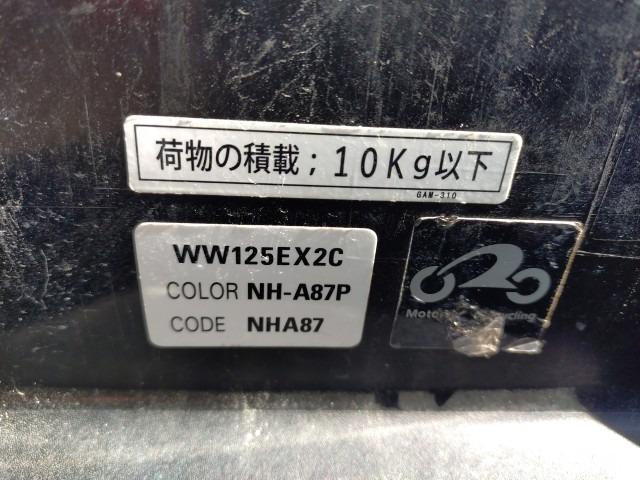 荷物の積載；10Kg以下
GAM-310
WW125EX2C
COLOR NH-A87P
CODE NHA87